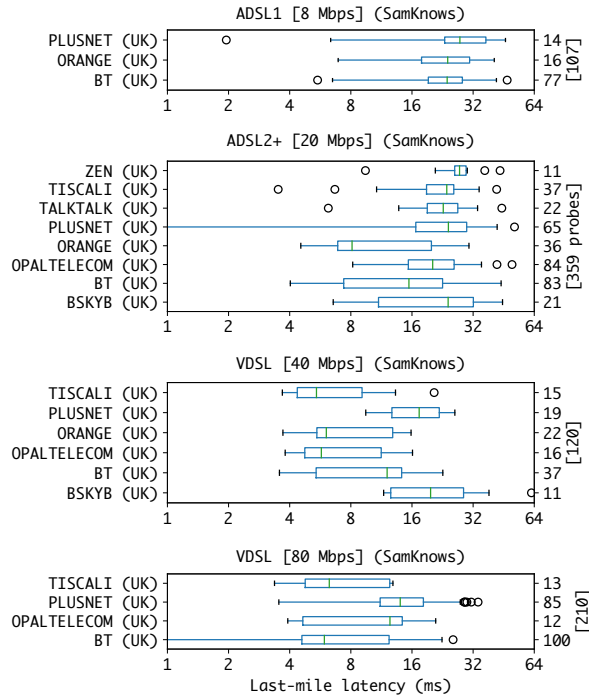 ADSL1 [8 Mbps] (SamKnows)
PLUSNET (UK) 14
ORANGE (UK) 16
BT (UK) 77
[107]
1 2 4 8 16 32 64
ADSL2+ [20 Mbps] (SamKnows)
ZEN (UK) 11
TISCALI (UK) 37
TALKTALK (UK) 22
PLUSNET (UK) 65
ORANGE (UK) 36
OPALTELECOM (UK) 84
BT (UK) 83
BSKYB (UK) 21
[359 probes]
1 2 4 8 16 32 64
VDSL [40 Mbps] (SamKnows)
TISCALI (UK) 15
PLUSNET (UK) 19
ORANGE (UK) 22
OPALTELECOM (UK) 16
BT (UK) 37
BSKYB (UK) 11
[120]
1 2 4 8 16 32 64
VDSL [80 Mbps] (SamKnows)
TISCALI (UK) 13
PLUSNET (UK) 85
OPALTELECOM (UK) 12
BT (UK) 100
[210]
1 2 4 8 16 32 64
Last-mile latency (ms)